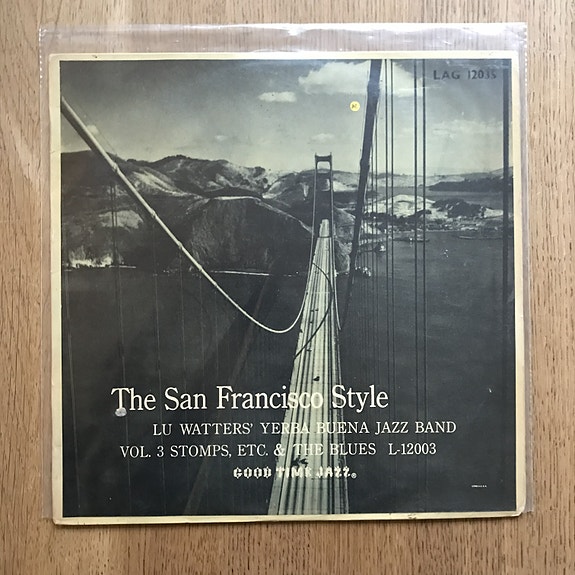 LAG 12035
The San Francisco Style
LU WATTERS' YERBA BUENA JAZZ BAND
VOL. 3 STOMPS, ETC. & THE BLUES L-12003
GOOD TIME JAZZ®